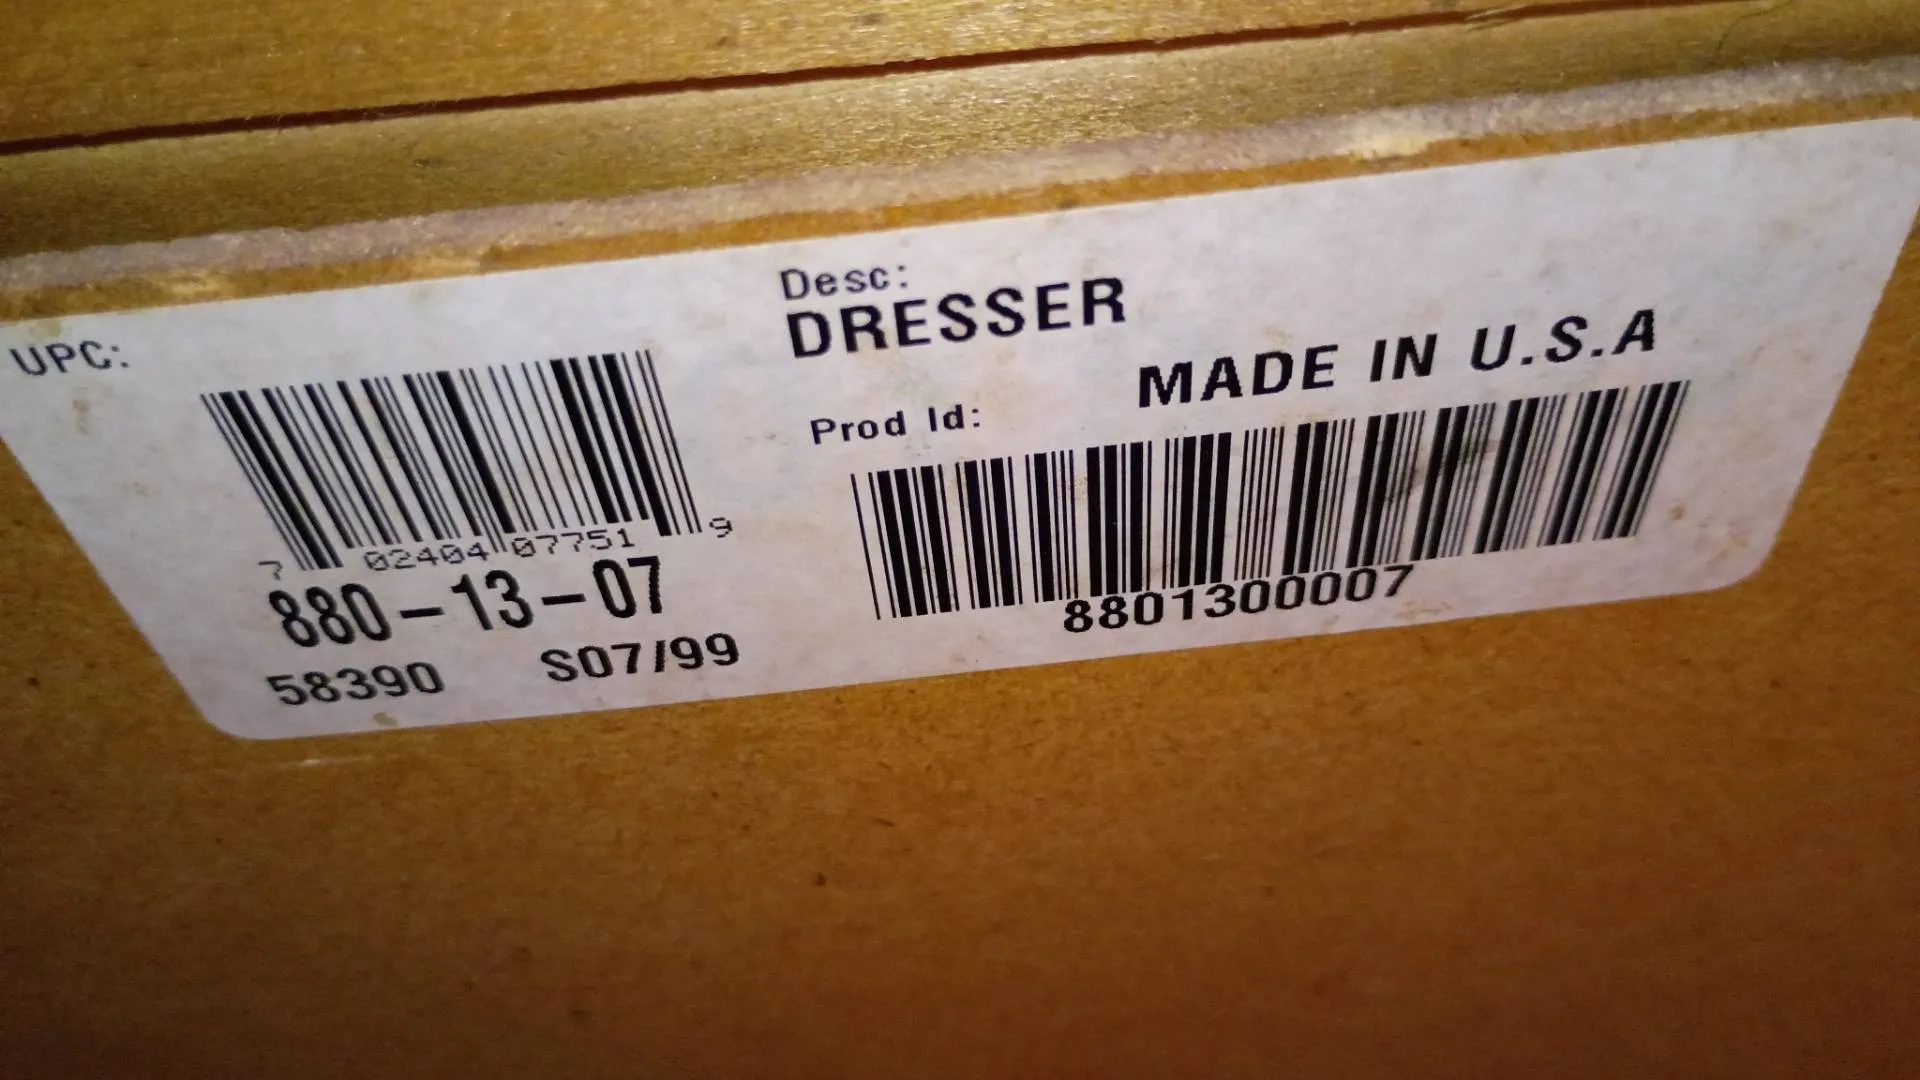 UPC:
7 02404 07751 9
880-13-07
58390 S07/99
Desc:
DRESSER
MADE IN U.S.A
Prod Id:
8801300007